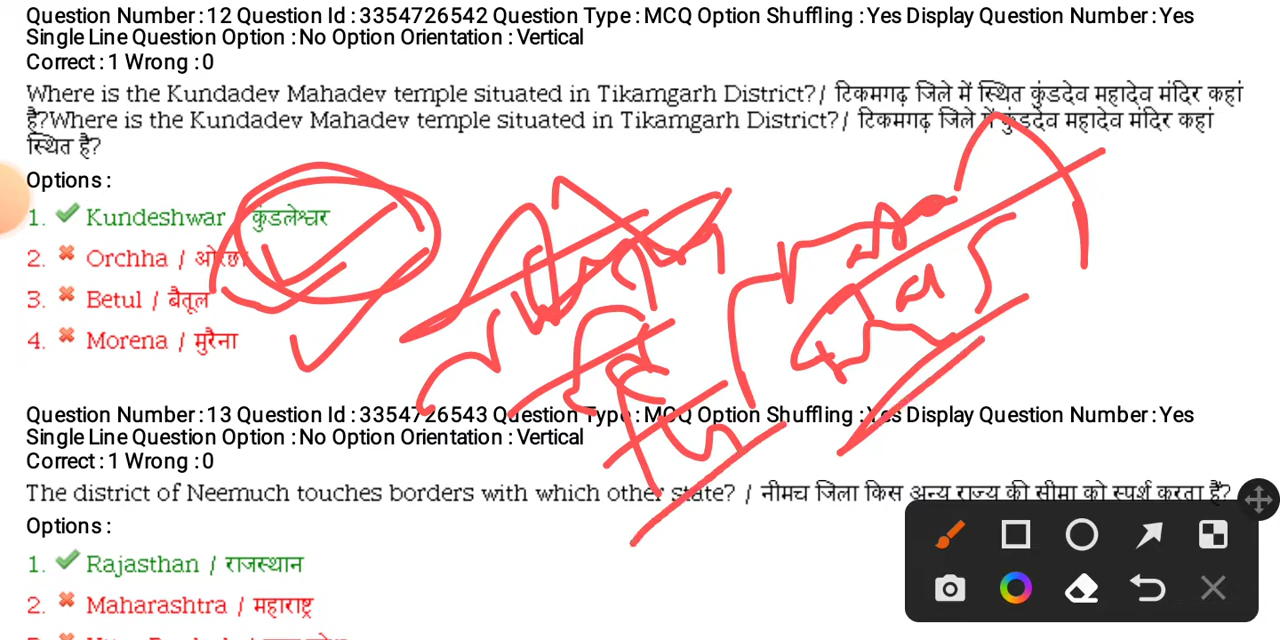 Question Number : 12 Question Id : 3354726542 Question Type : MCQ Option Shuffling : Yes Display Question Number : Yes
Single Line Question Option : No Option Orientation : Vertical
Correct : 1 Wrong : 0
Where is the Kundadev Mahadev temple situated in Tikamgarh District? / टिकमगढ़ जिले में स्थित कुंडदेव महादेव मंदिर कहां
है?Where is the Kundadev Mahadev temple situated in Tikamgarh District? / टिकमगढ़ जिले में कुंडदेव महादेव मंदिर कहां
स्थित है?
Options :
1. Kundeshwar / कुंडलेश्वर
2. Orchha / ओरछा
3. Betul / बैतूल
4. Morena / मुरैना
Question Number : 13 Question Id : 3354726543 Question Type : MCQ Option Shuffling : Yes Display Question Number : Yes
Single Line Question Option : No Option Orientation : Vertical
Correct : 1 Wrong : 0
The district of Neemuch touches borders with which other state? / नीमच जिला किस अन्य राज्य की सीमा को स्पर्श करता है?
Options :
1. Rajasthan / राजस्थान
2. Maharashtra / महाराष्ट्र